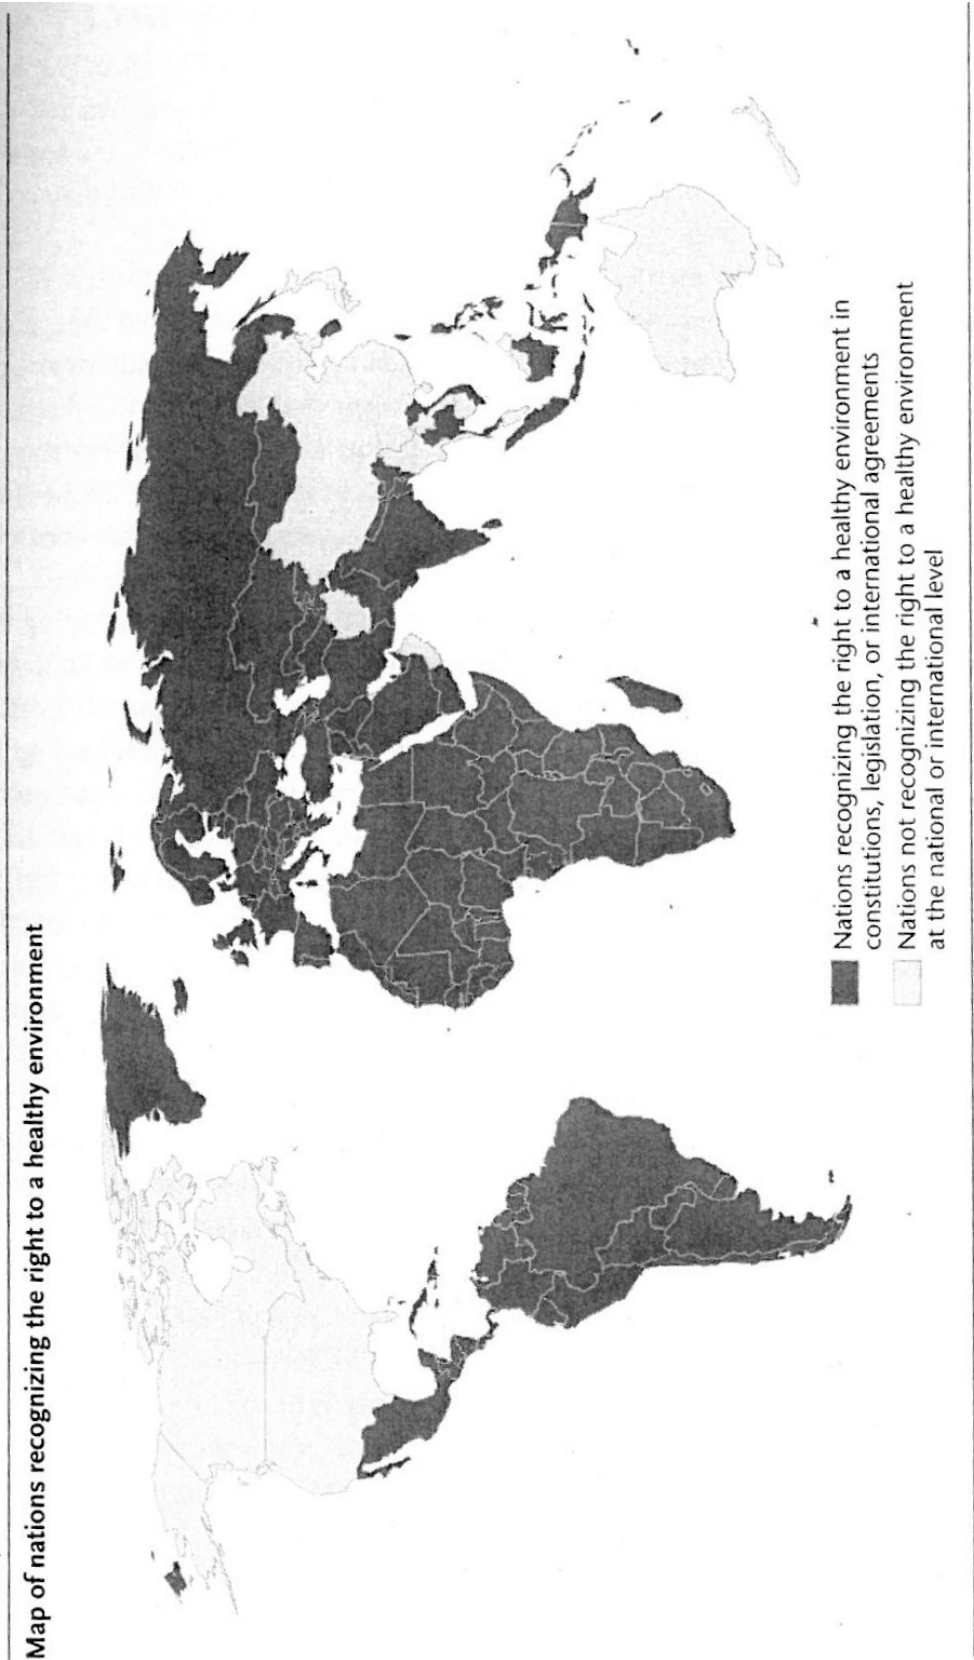 Map of nations recognizing the right to a healthy environment
Nations recognizing the right to a healthy environment in
constitutions, legislation, or international agreements
Nations not recognizing the right to a healthy environment
at the national or international level